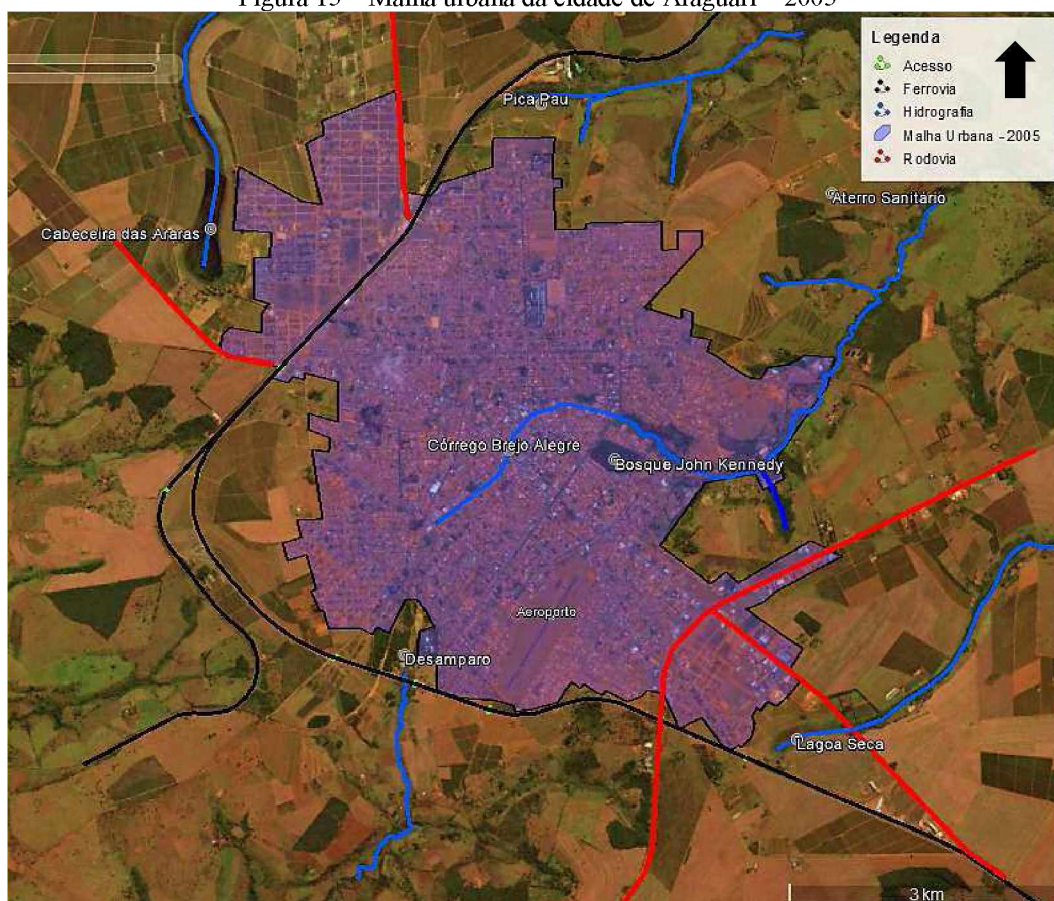 Figura 15 – Malha urbana da cidade de Araguari – 2005
Legenda
Acesso
Ferrovia
Hidrografia
Malha Urbana - 2005
Rodovia
Pica Pau
Aterro Sanitário
Cabeceira das Araras
Córrego Brejo Alegre
Bosque John Kennedy
Aeroporto
Desamparo
Lagoa Seca
3 km